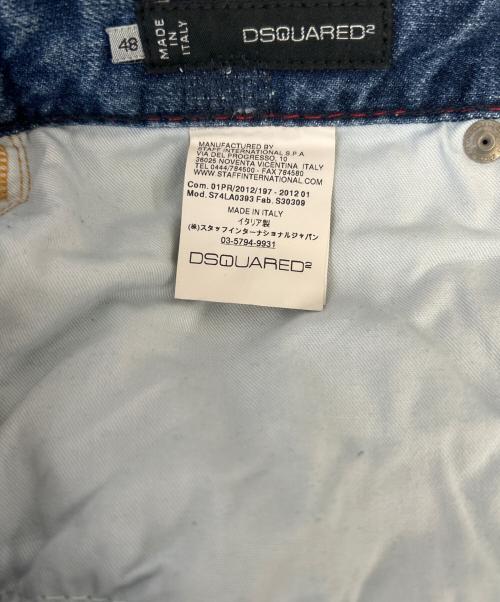 48
MADE
IN
ITALY
DSQUARED²
MANUFACTURED BY
STAFF INTERNATIONAL S.P.A
VIA DEL PROGRESSO, 10
36025 NOVENTA VICENTINA ITALY
TEL 0444/784500 - FAX 784580
WWW.STAFFINTERNATIONAL.COM
Com. 01PR/2012/197 - 2012 01
Mod. S74LA0393 Fab. S30309
MADE IN ITALY
イタリア製
(株)スタッフインターナショナルジャパン
03-5794-9931
DSQUARED²